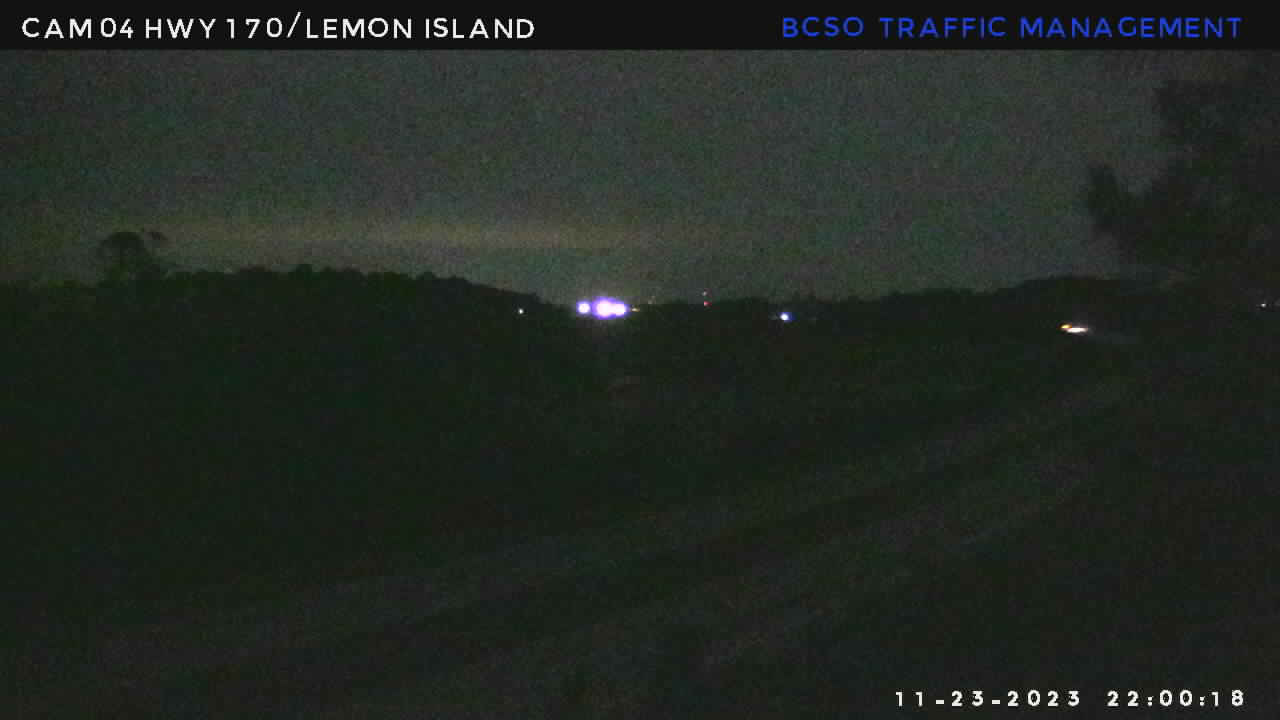 CAM04 HWY 170/LEMON ISLAND
BCSO TRAFFIC MANAGEMENT
11-23-2023 22:00:18